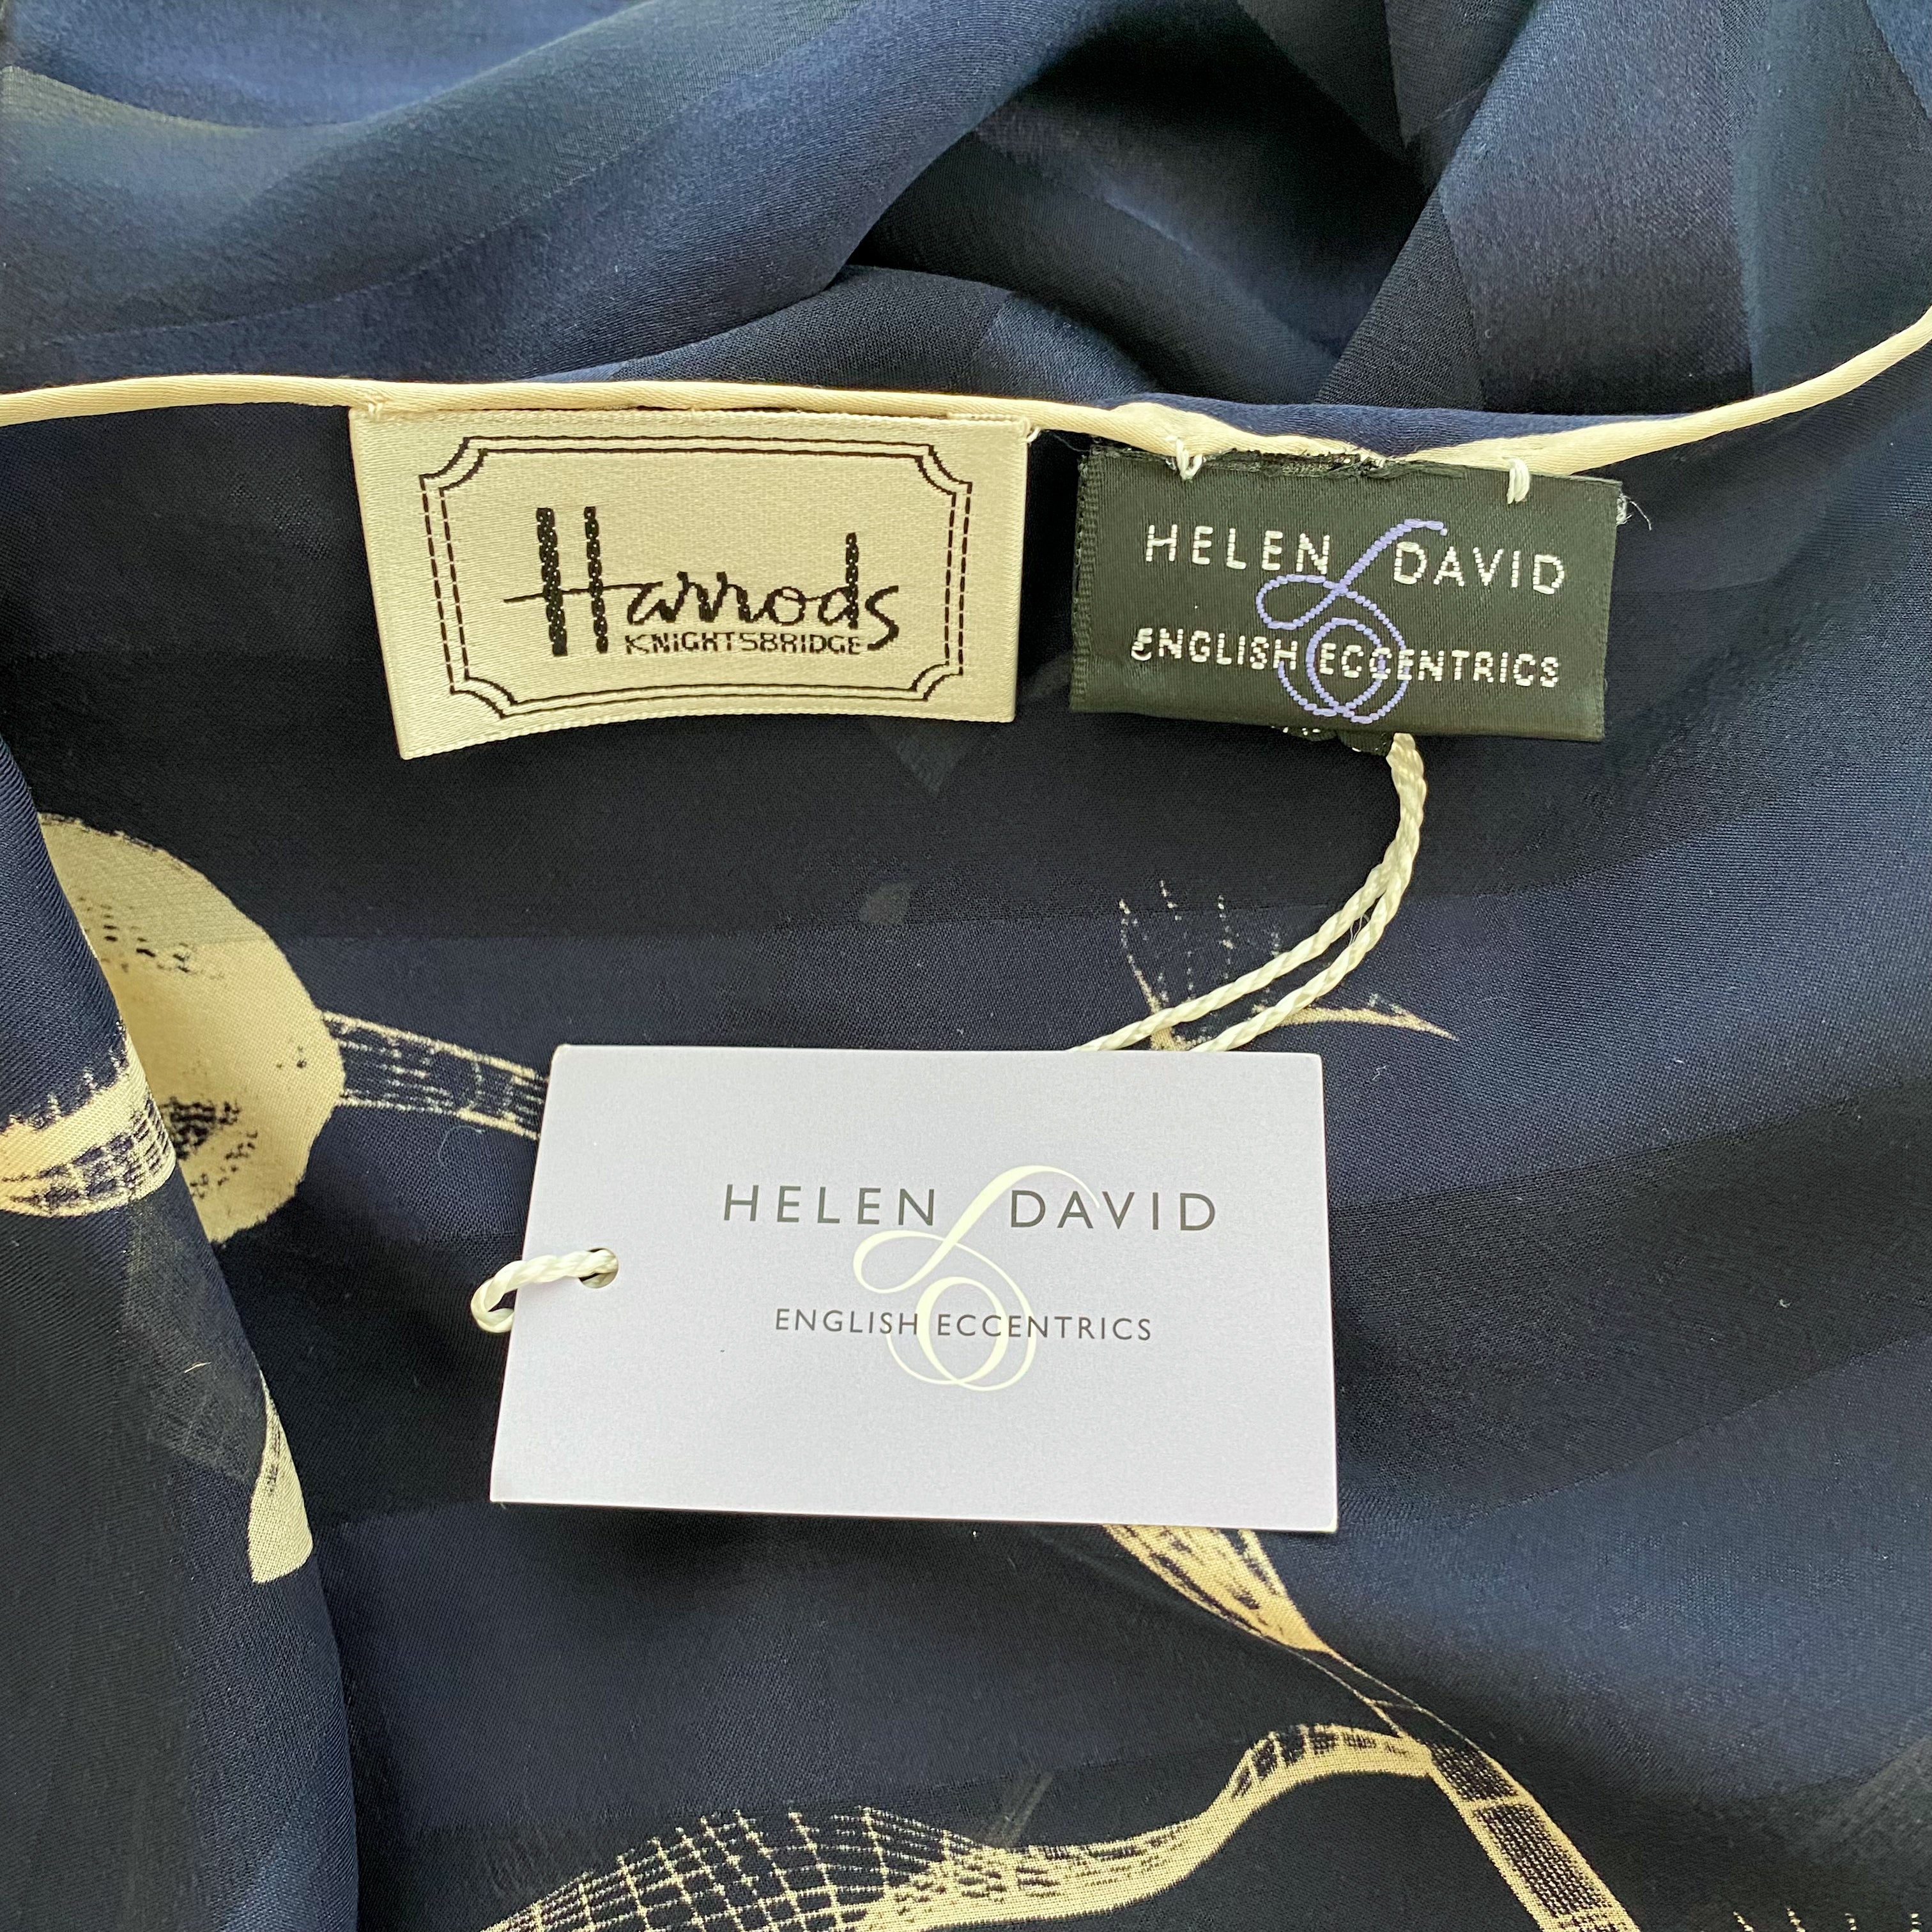 Harrods
KNIGHTSBRIDGE
HELEN DAVID
ENGLISH ECCENTRICS
HELEN DAVID
ENGLISH ECCENTRICS